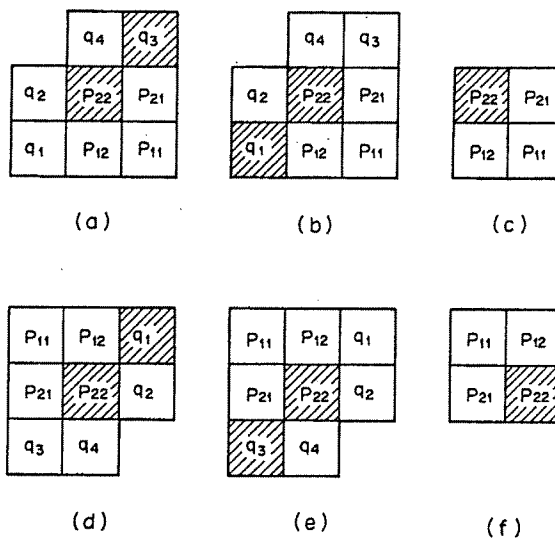 q4 q3
q2 P22 P21
q1 P12 P11
(a)
q4 q3
q2 P22 P21
q1 P12 P11
(b)
P22 P21
P12 P11
(c)
P11 P12 q1
P21 P22 q2
q3 q4
(d)
P11 P12 q1
P21 P22 q2
q3 q4
(e)
P11 P12
P21 P22
(f)